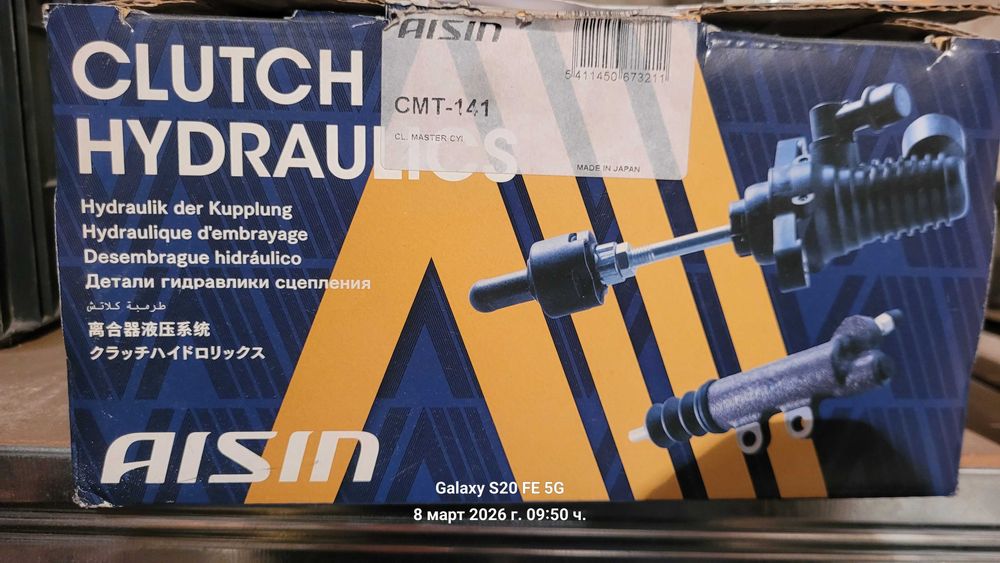 AISIN
5 411450 673211
CMT-141
CL. MASTER CYL
MADE IN JAPAN
CLUTCH
HYDRAULICS
Hydraulik der Kupplung
Hydraulique d'embrayage
Desembrague hidráulico
Детали гидравлики сцепления
طرمبة كلاتش
离合器液压系统
クラッチハイドロリックス
AISIN
Galaxy S20 FE 5G
8 март 2026 г. 09:50 ч.